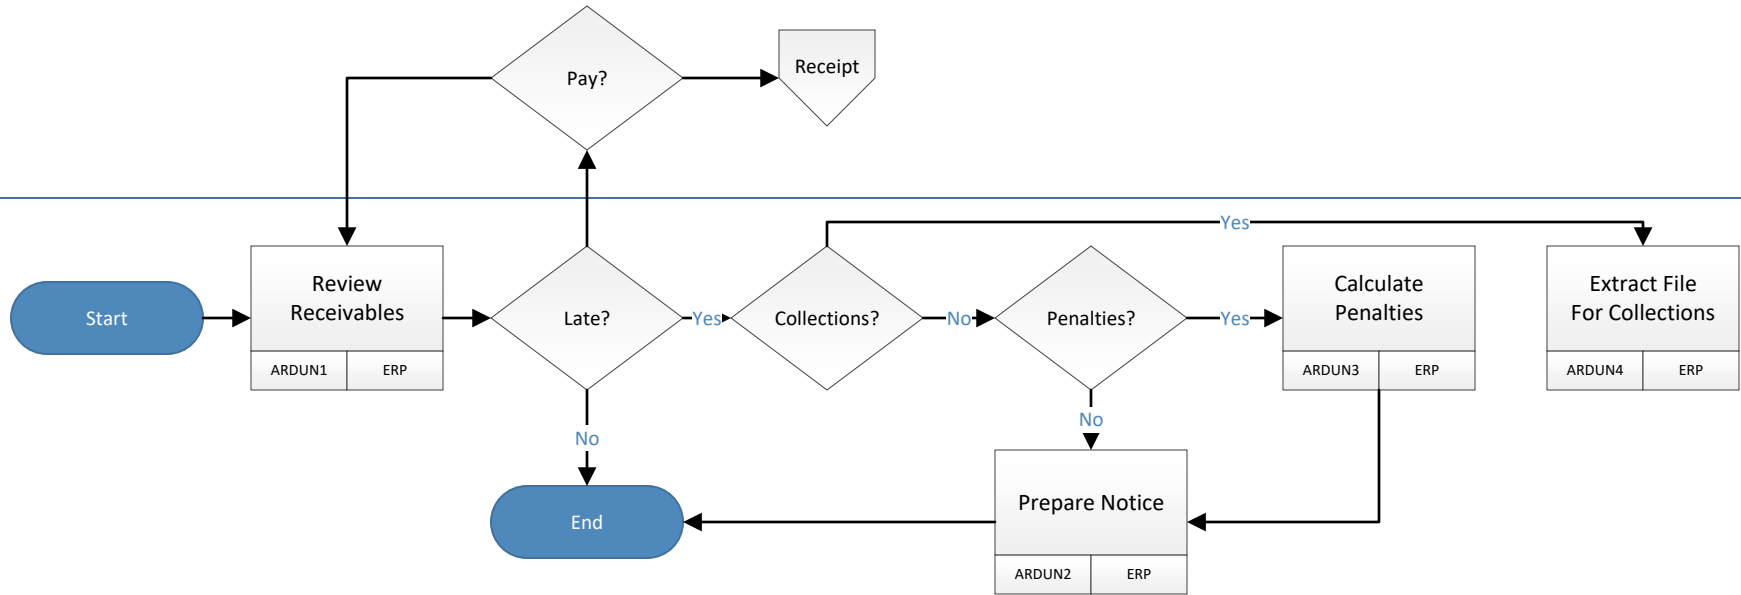 Pay?
Receipt
Yes
Start
Review
Receivables
ARDUN1 ERP
Late?
Yes
Collections?
No
Penalties?
Yes
Calculate
Penalties
ARDUN3 ERP
Extract File
For Collections
ARDUN4 ERP
No
No
End
Prepare Notice
ARDUN2 ERP